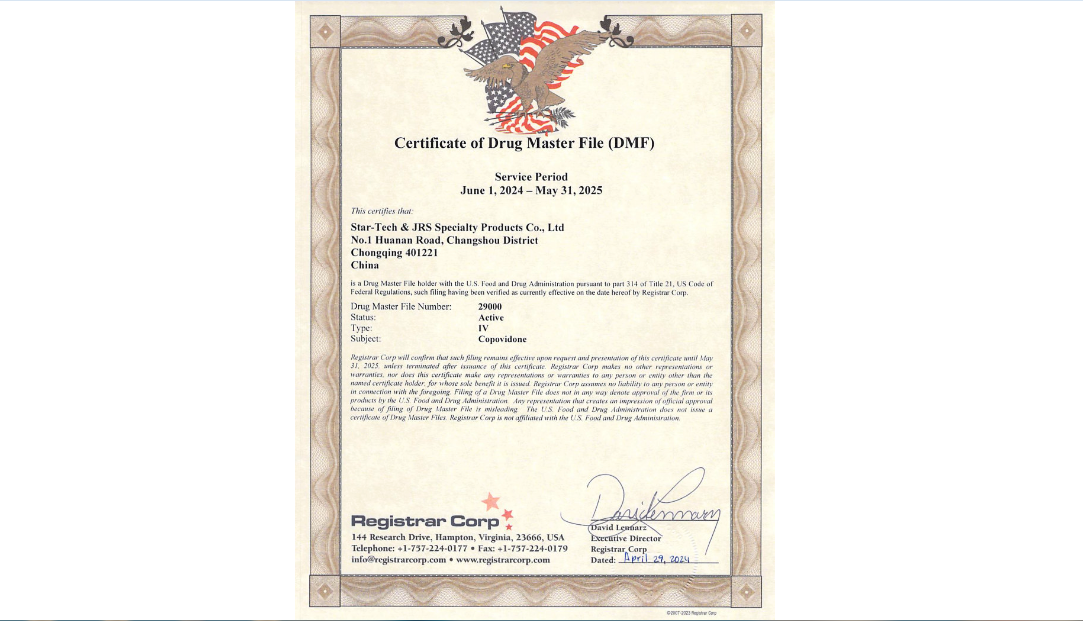 Certificate of Drug Master File (DMF)
Service Period
June 1, 2024 – May 31, 2025
This certifies that:
Star-Tech & JRS Specialty Products Co., Ltd
No.1 Huanan Road, Changshou District
Chongqing 401221
China
is a Drug Master File holder with the U.S. Food and Drug Administration pursuant to part 314 of Title 21, US Code of
Federal Regulations, such filing having been verified as currently effective on the date hereof by Registrar Corp.
Drug Master File Number: 29000
Status: Active
Type: IV
Subject: Copovidone
Registrar Corp will confirm that such filing remains effective upon request and presentation of this certificate until May
31, 2025, unless terminated after issuance of this certificate. Registrar Corp makes no other representations or
warranties, nor does this certificate make any representations or warranties to any person or entity other than the
named certificate holder, for whose sole benefit it is issued. Registrar Corp assumes no liability to any person or entity
in connection with the foregoing. Filing of a Drug Master File does not in any way denote approval of the firm or its
products by the U.S. Food and Drug Administration. Any representation that creates an impression of official approval
because of filing of Drug Master File is misleading. The U.S. Food and Drug Administration does not issue a
certificate of Drug Master Files. Registrar Corp is not affiliated with the U.S. Food and Drug Administration.
Registrar Corp
144 Research Drive, Hampton, Virginia, 23666, USA
Telephone: +1-757-224-0177 • Fax: +1-757-224-0179
info@registrarcorp.com • www.registrarcorp.com
David Lennarz
David Lennarz
Executive Director
Registrar Corp
Dated: April 29, 2024
©2007-2023 Registrar Corp